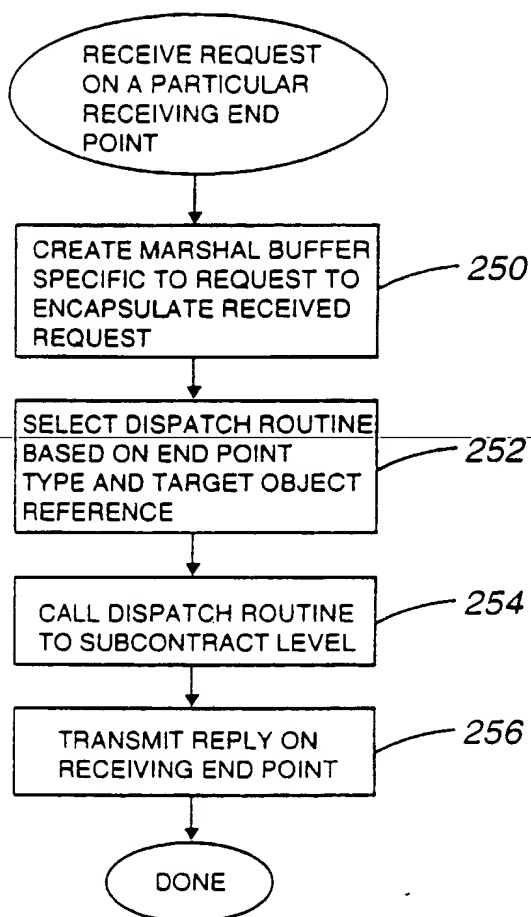 RECEIVE REQUEST
ON A PARTICULAR
RECEIVING END
POINT
CREATE MARSHAL BUFFER
SPECIFIC TO REQUEST TO
ENCAPSULATE RECEIVED
REQUEST
250
SELECT DISPATCH ROUTINE
BASED ON END POINT
TYPE AND TARGET OBJECT
REFERENCE
252
CALL DISPATCH ROUTINE
TO SUBCONTRACT LEVEL
254
TRANSMIT REPLY ON
RECEIVING END POINT
256
DONE